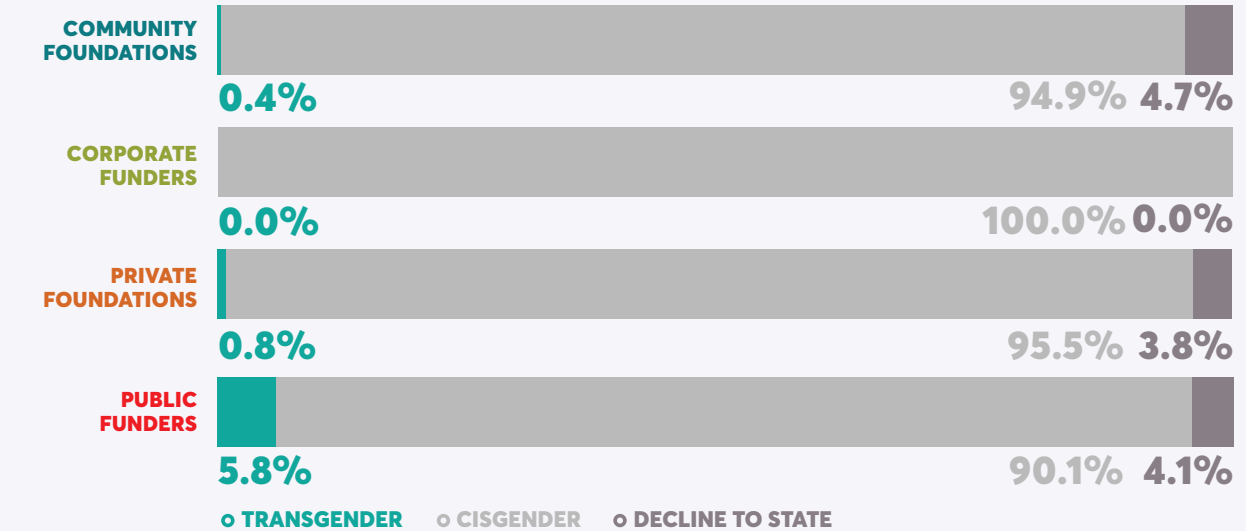 COMMUNITY
FOUNDATIONS
0.4% 94.9% 4.7%
CORPORATE
FUNDERS
0.0% 100.0% 0.0%
PRIVATE
FOUNDATIONS
0.8% 95.5% 3.8%
PUBLIC
FUNDERS
5.8% 90.1% 4.1%
TRANSGENDER CISGENDER DECLINE TO STATE